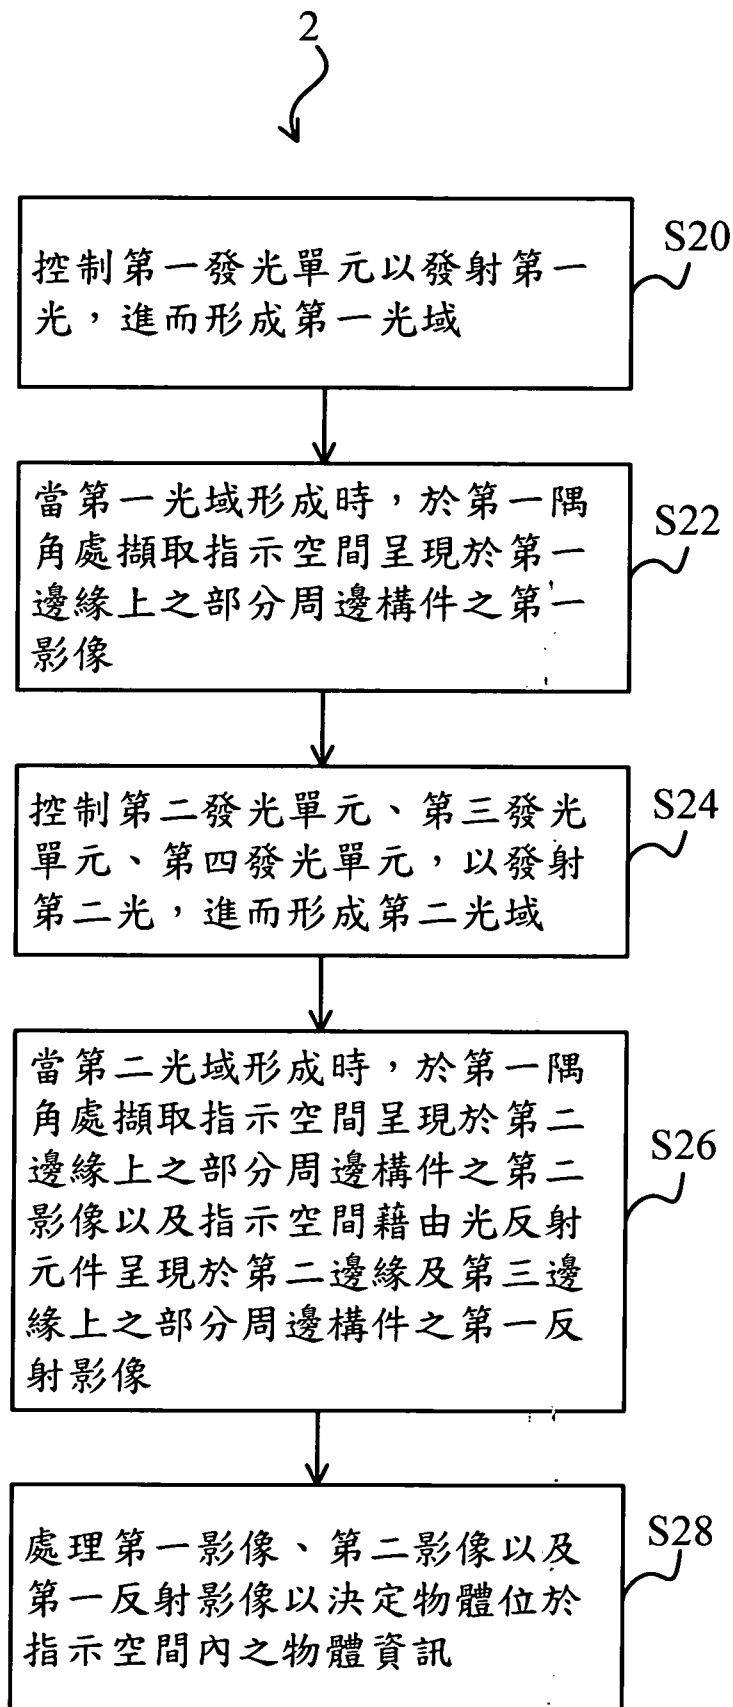 2
S20
控制第一發光單元以發射第一
光，進而形成第一光域
S22
當第一光域形成時，於第一隅
角處擷取指示空間呈現於第一
邊緣上之部分周邊構件之第一
影像
S24
控制第二發光單元、第三發光
單元、第四發光單元，以發射
第二光，進而形成第二光域
S26
當第二光域形成時，於第一隅
角處擷取指示空間呈現於第二
邊緣上之部分周邊構件之第二
影像以及指示空間藉由光反射
元件呈現於第二邊緣及第三邊
緣上之部分周邊構件之第一反
射影像
S28
處理第一影像、第二影像以及
第一反射影像以決定物體位於
指示空間內之物體資訊